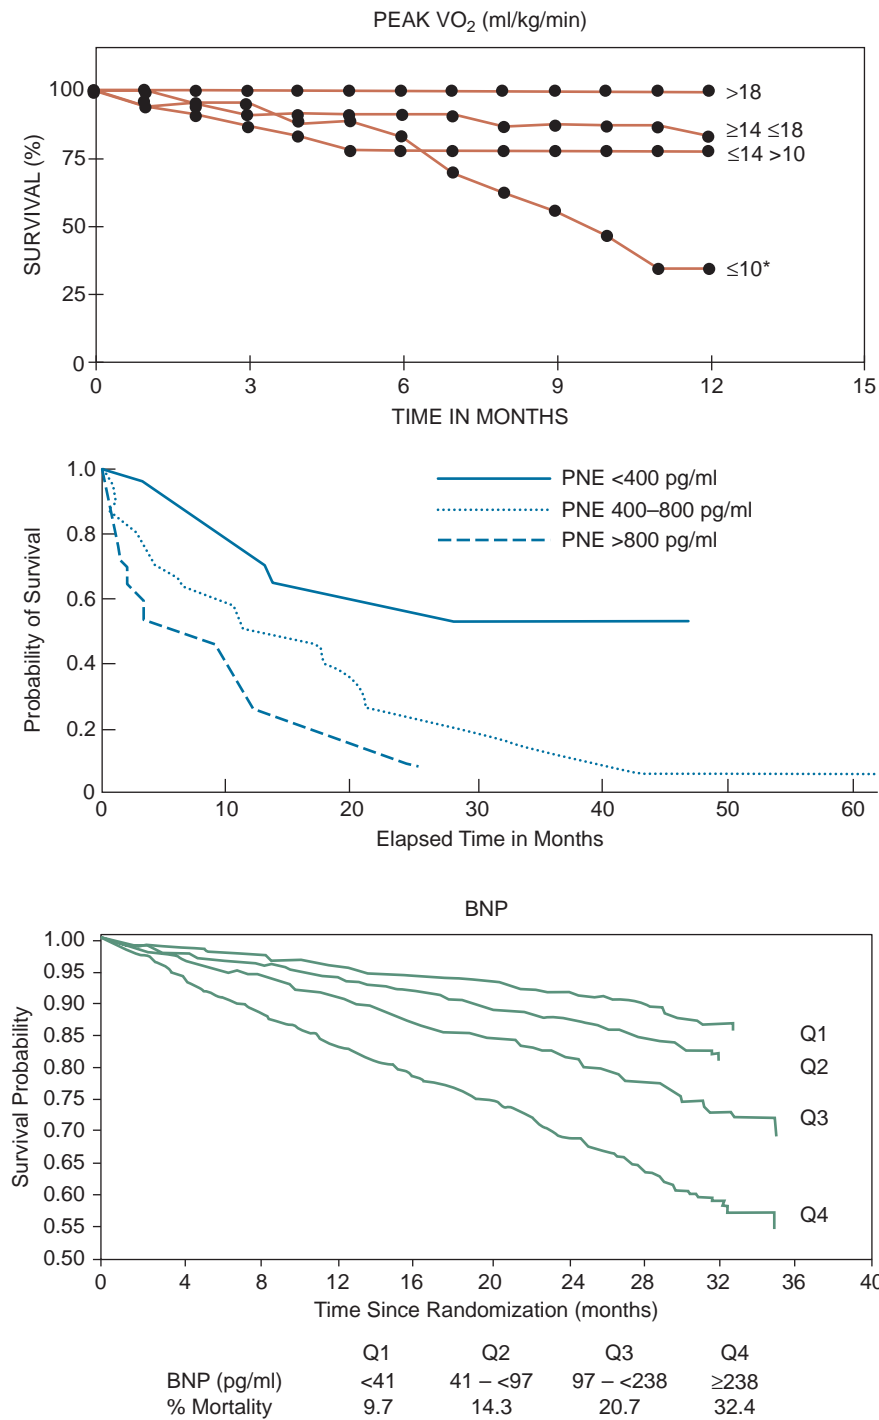 PEAK VO2 (ml/kg/min)
SURVIVAL (%)
100
75
50
25
0
>18
≥14 ≤18
≤14 >10
≤10*
0 3 6 9 12 15
TIME IN MONTHS
Probability of Survival
1.0
0.8
0.6
0.4
0.2
0
PNE <400 pg/ml
PNE 400–800 pg/ml
PNE >800 pg/ml
0 10 20 30 40 50 60
Elapsed Time in Months
BNP
Survival Probability
1.00
0.95
0.90
0.85
0.80
0.75
0.70
0.65
0.60
0.55
0.50
Q1
Q2
Q3
Q4
0 4 8 12 16 20 24 28 32 36 40
Time Since Randomization (months)
Q1 Q2 Q3 Q4
BNP (pg/ml) <41 41 – <97 97 – <238 ≥238
% Mortality 9.7 14.3 20.7 32.4